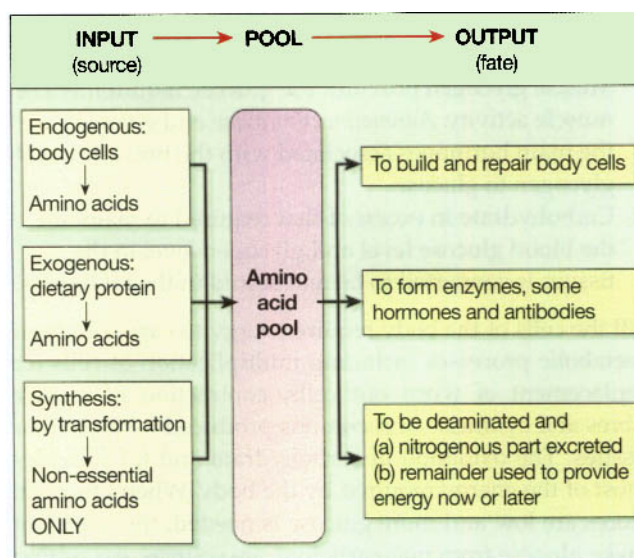 INPUT
(source)
POOL
OUTPUT
(fate)
Endogenous:
body cells
Amino acids
Exogenous:
dietary protein
Amino acids
Synthesis:
by transformation
Non-essential
amino acids
ONLY
Amino
acid
pool
To build and repair body cells
To form enzymes, some
hormones and antibodies
To be deaminated and
(a) nitrogenous part excreted
(b) remainder used to provide
energy now or later